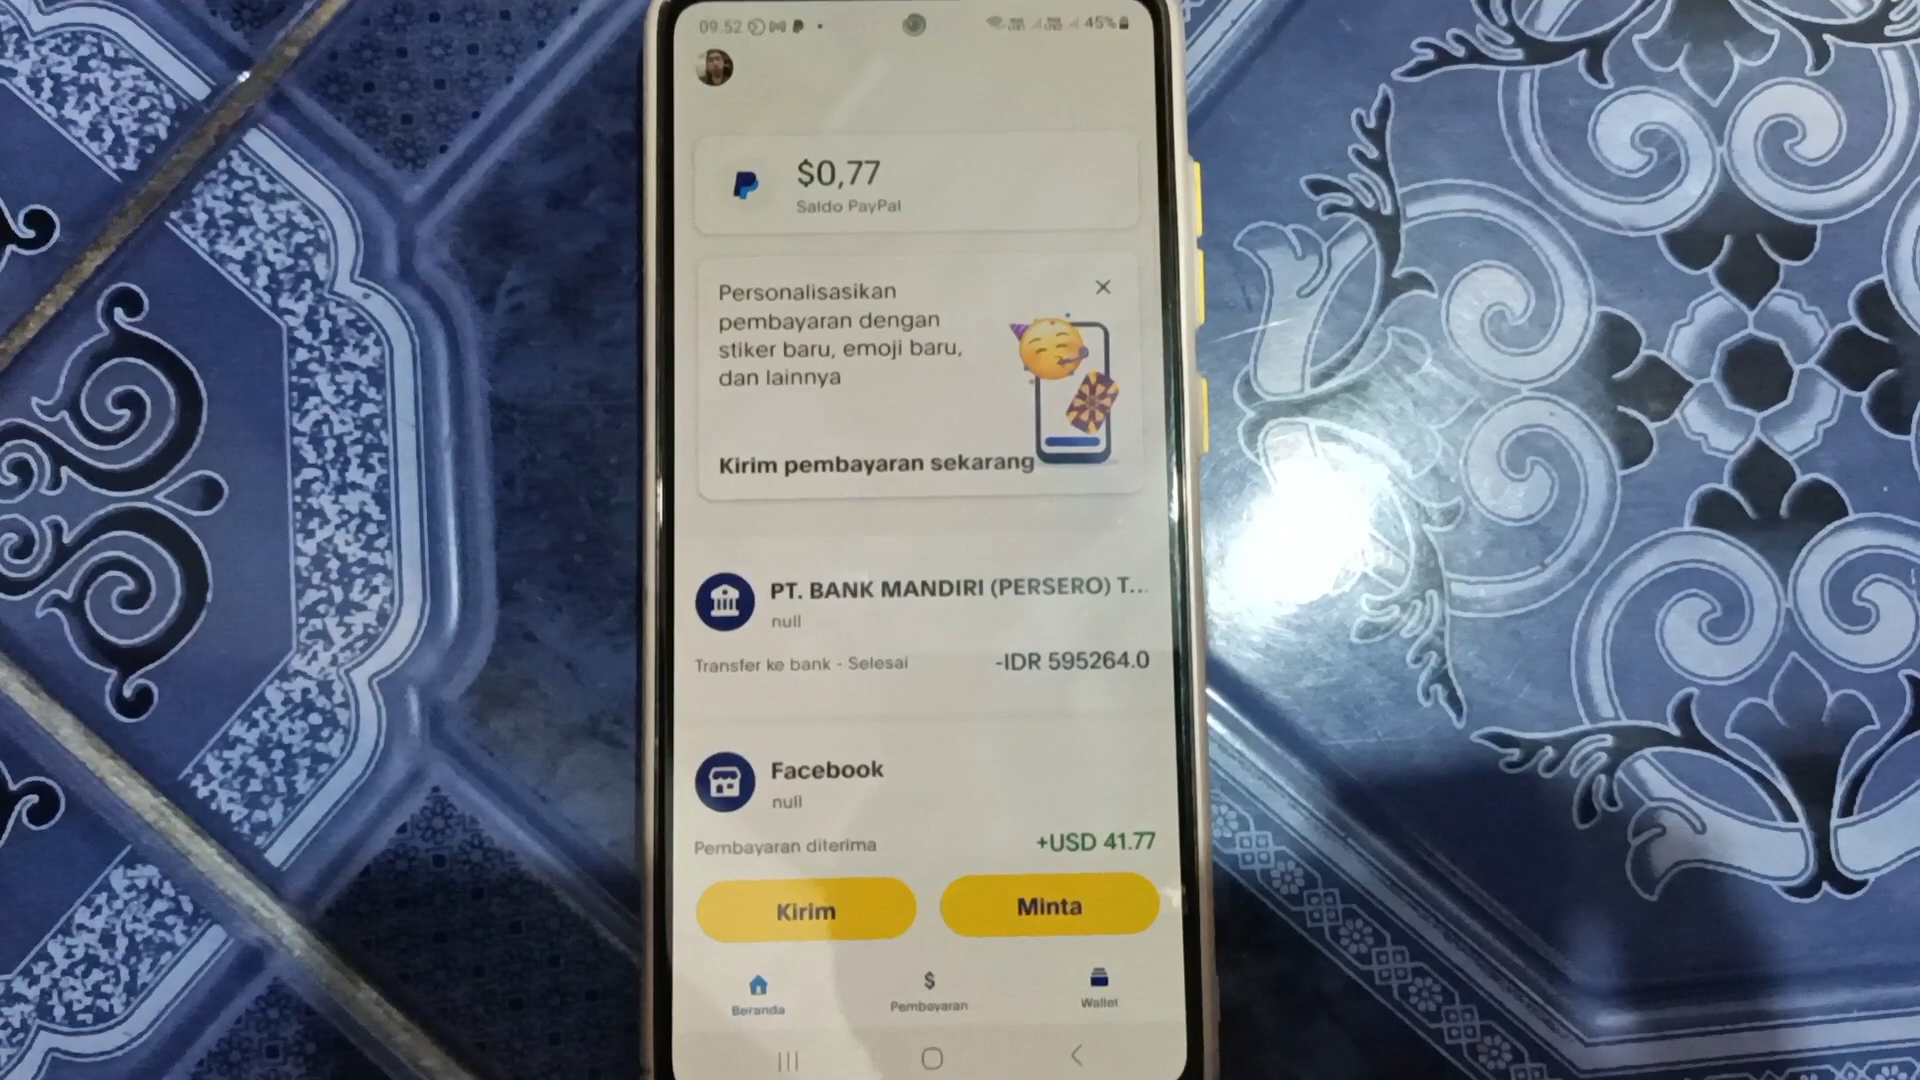 09.52
45%
$0,77
Saldo PayPal
Personalisasikan
pembayaran dengan
stiker baru, emoji baru,
dan lainnya
Kirim pembayaran sekarang
PT. BANK MANDIRI (PERSERO) T...
null
Transfer ke bank - Selesai
-IDR 595264.0
Facebook
null
Pembayaran diterima
+USD 41.77
Kirim
Minta
$
Beranda
Pembayaran
Wallet